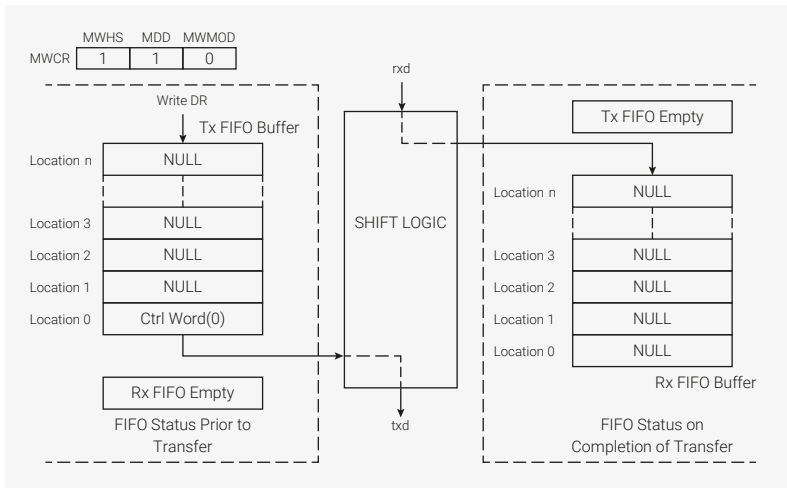 MWHS MDD MWMOD
MWCR 1 1 0
Write DR
Tx FIFO Buffer
Location n NULL
Location 3 NULL
Location 2 NULL
Location 1 NULL
Location 0 Ctrl Word(0)
Rx FIFO Empty
FIFO Status Prior to
Transfer
rxd
SHIFT LOGIC
txd
Tx FIFO Empty
Location n NULL
Location 3 NULL
Location 2 NULL
Location 1 NULL
Location 0 NULL
Rx FIFO Buffer
FIFO Status on
Completion of Transfer